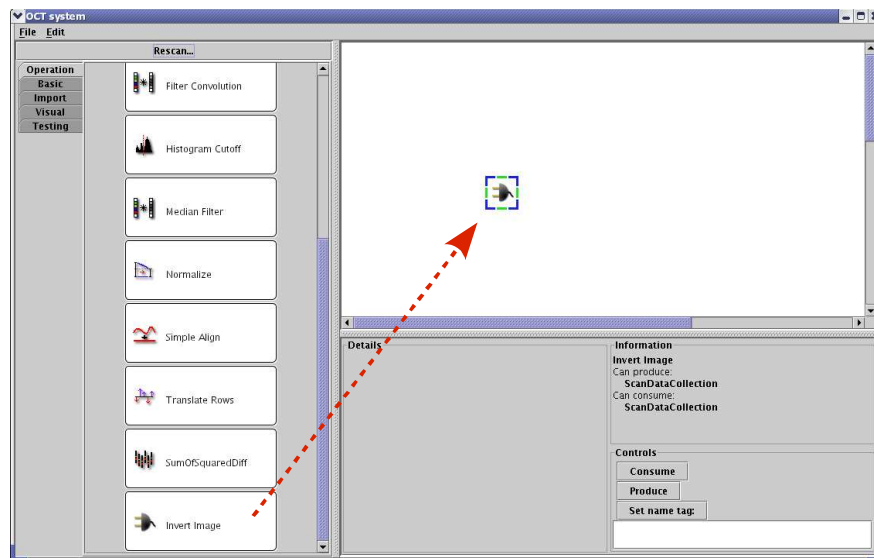 OCT system
File Edit
Rescan...
Operation
Basic
Import
Visual
Testing
Filter Convolution
Histogram Cutoff
Median Filter
Normalize
Simple Align
Translate Rows
SumOfSquaredDiff
Invert Image
Details
Information
Invert Image
Can produce:
ScanDataCollection
Can consume:
ScanDataCollection
Controls
Consume
Produce
Set name tag: